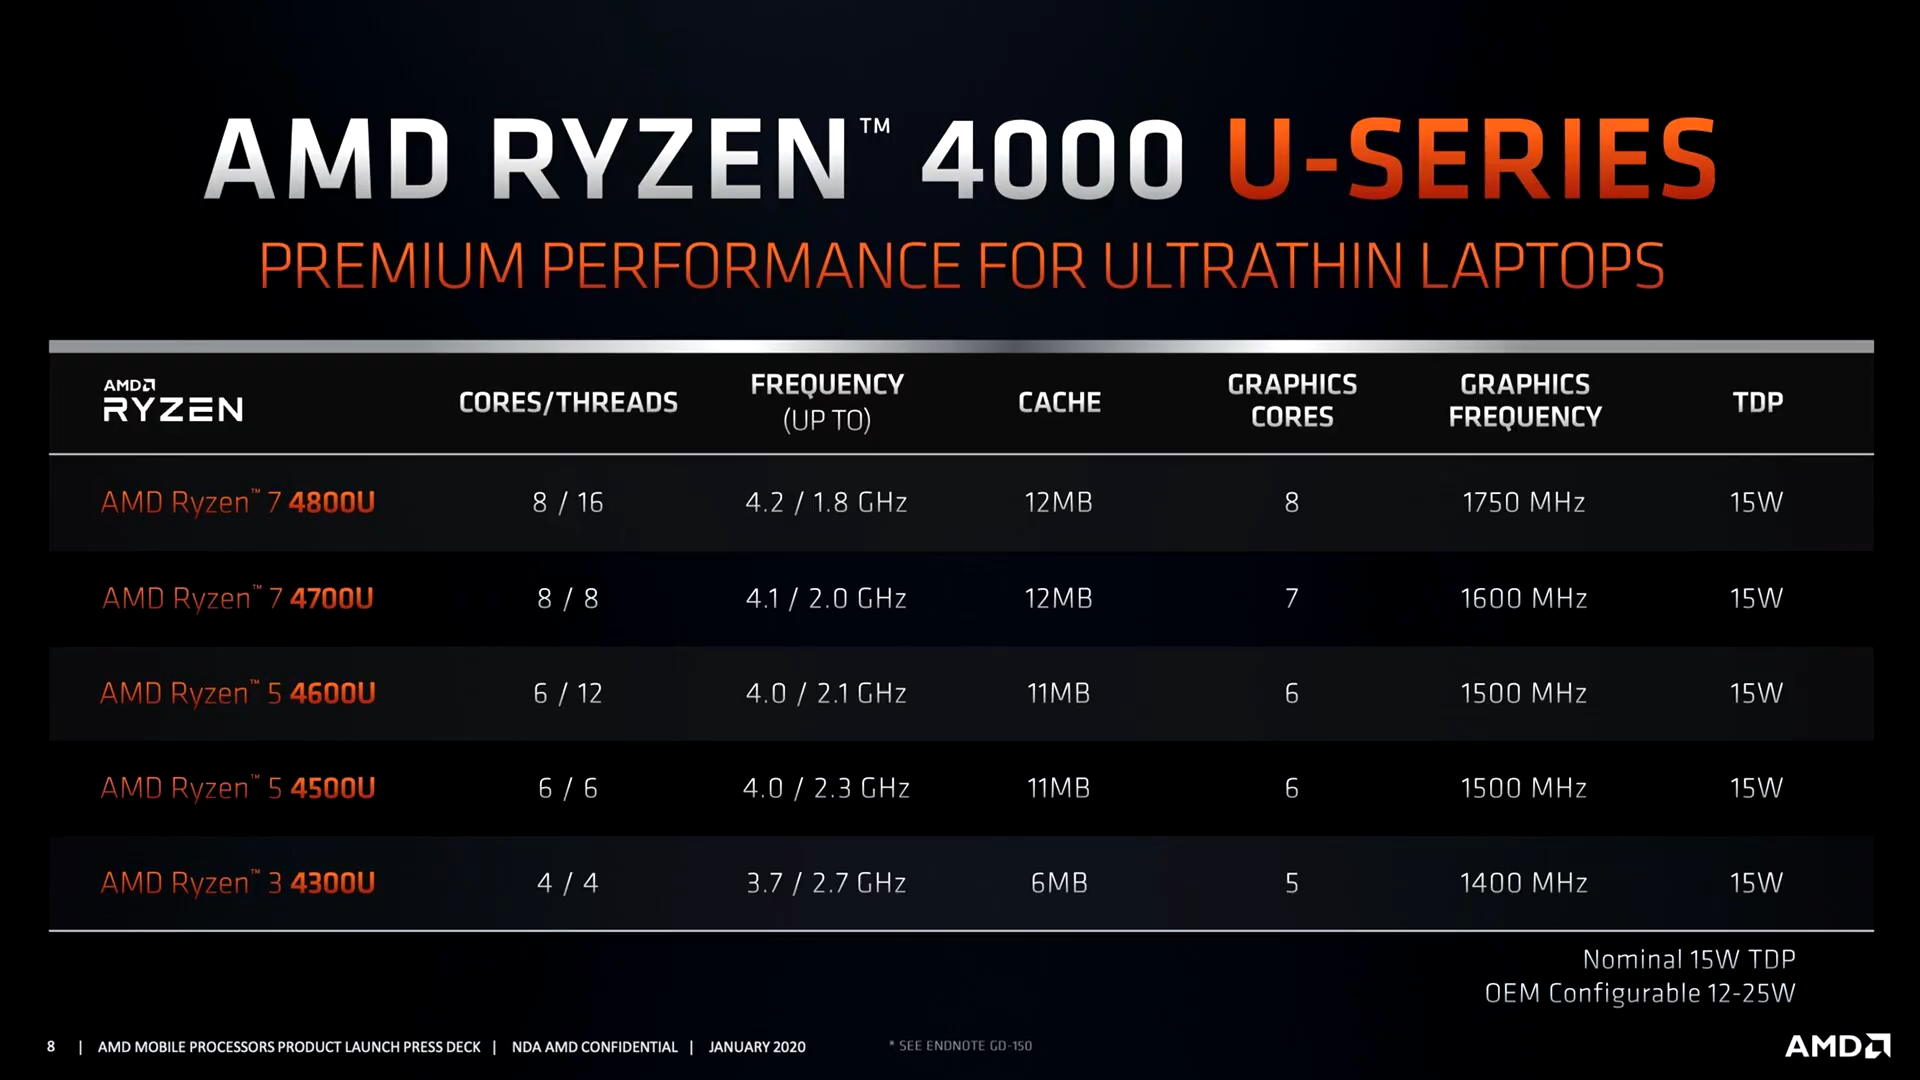 AMD RYZEN™ 4000 U-SERIES
PREMIUM PERFORMANCE FOR ULTRATHIN LAPTOPS
AMD RYZEN CORES/THREADS FREQUENCY (UP TO) CACHE GRAPHICS CORES GRAPHICS FREQUENCY TDP
AMD Ryzen™ 7 4800U 8 / 16 4.2 / 1.8 GHz 12MB 8 1750 MHz 15W
AMD Ryzen™ 7 4700U 8 / 8 4.1 / 2.0 GHz 12MB 7 1600 MHz 15W
AMD Ryzen™ 5 4600U 6 / 12 4.0 / 2.1 GHz 11MB 6 1500 MHz 15W
AMD Ryzen™ 5 4500U 6 / 6 4.0 / 2.3 GHz 11MB 6 1500 MHz 15W
AMD Ryzen™ 3 4300U 4 / 4 3.7 / 2.7 GHz 6MB 5 1400 MHz 15W
Nominal 15W TDP
OEM Configurable 12-25W
8 | AMD MOBILE PROCESSORS PRODUCT LAUNCH PRESS DECK | NDA AMD CONFIDENTIAL | JANUARY 2020 * SEE ENDNOTE GD-150 AMD